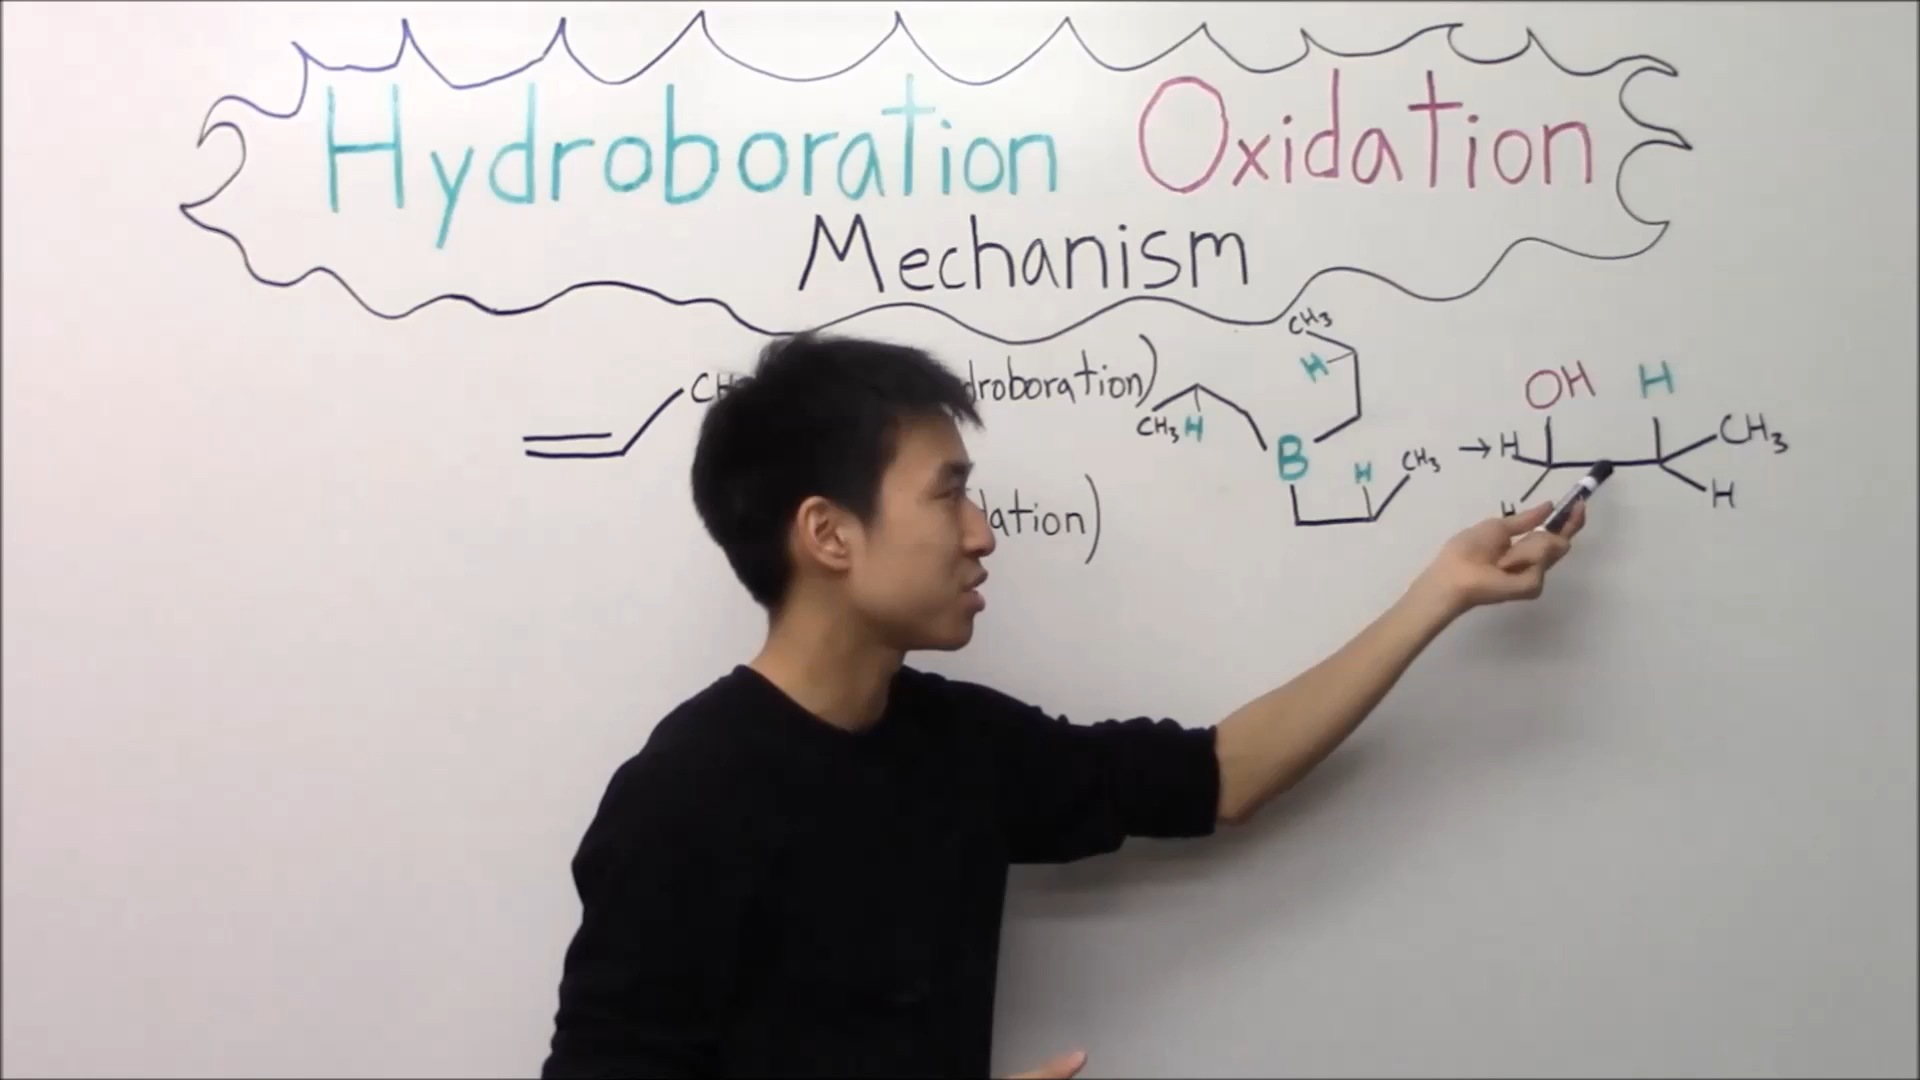 Hydroboration Oxidation
Mechanism
CH
droboration)
dation)
CH3
H
CH3 H
B
H
CH3
→
OH
H
H
CH3
H
H